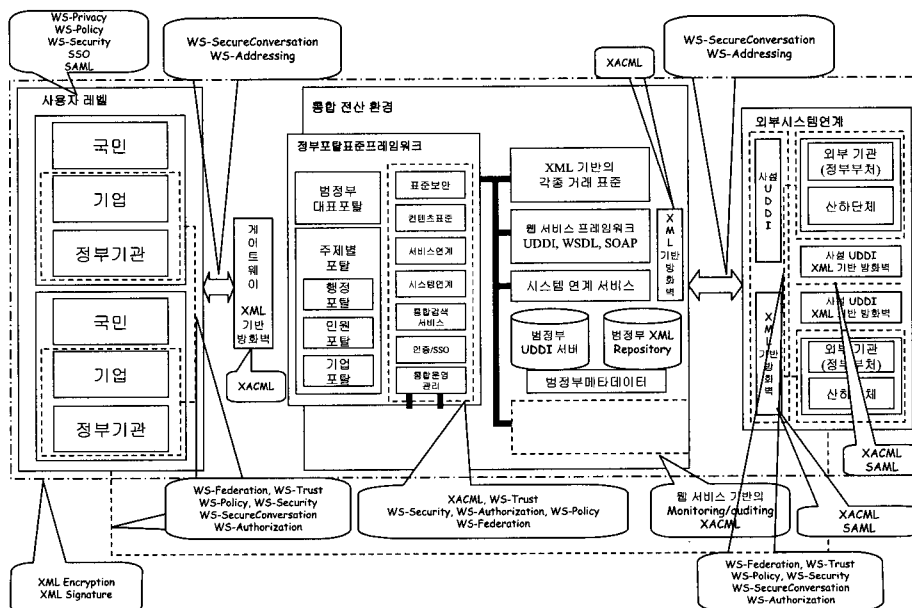 WS-Privacy
WS-Policy
WS-Security
SSO
SAML
WS-SecureConversation
WS-Addressing
XACML
WS-SecureConversation
WS-Addressing
사용자 레벨
국민
기업
정부기관
국민
기업
정부기관
게이트웨이
XML
기반
방화벽
XACML
통합 전산 환경
정부포탈표준프레임워크
범정부
대표포탈
주제별
포탈
행정
포탈
민원
포탈
기업
포탈
표준보안
컨텐츠표준
서비스연계
시스템연계
통합검색
서비스
인증/SSO
통합운영
관리
XML 기반의
각종 거래 표준
웹 서비스 프레임워크
UDDI, WSDL, SOAP
시스템 연계 서비스
범정부
UDDI 서버
범정부 XML
Repository
범정부메타데이터
XML
기반
방화벽
외부시스템연계
사설
UDDI
XML
기반
방화벽
외부 기관
(정부부처)
산하단체
사설 UDDI
XML 기반 방화벽
사설 UDDI
XML 기반 방화벽
외부 기관
(정부부처)
산하단체
XACML
SAML
WS-Federation, WS-Trust
WS-Policy, WS-Security
WS-SecureConversation
WS-Authorization
XACML, WS-Trust
WS-Security, WS-Authorization, WS-Policy
WS-Federation
웹 서비스 기반의
Monitoring/auditing
XACML
XACML
SAML
XML Encryption
XML Signature
WS-Federation, WS-Trust
WS-Policy, WS-Security
WS-SecureConversation
WS-Authorization